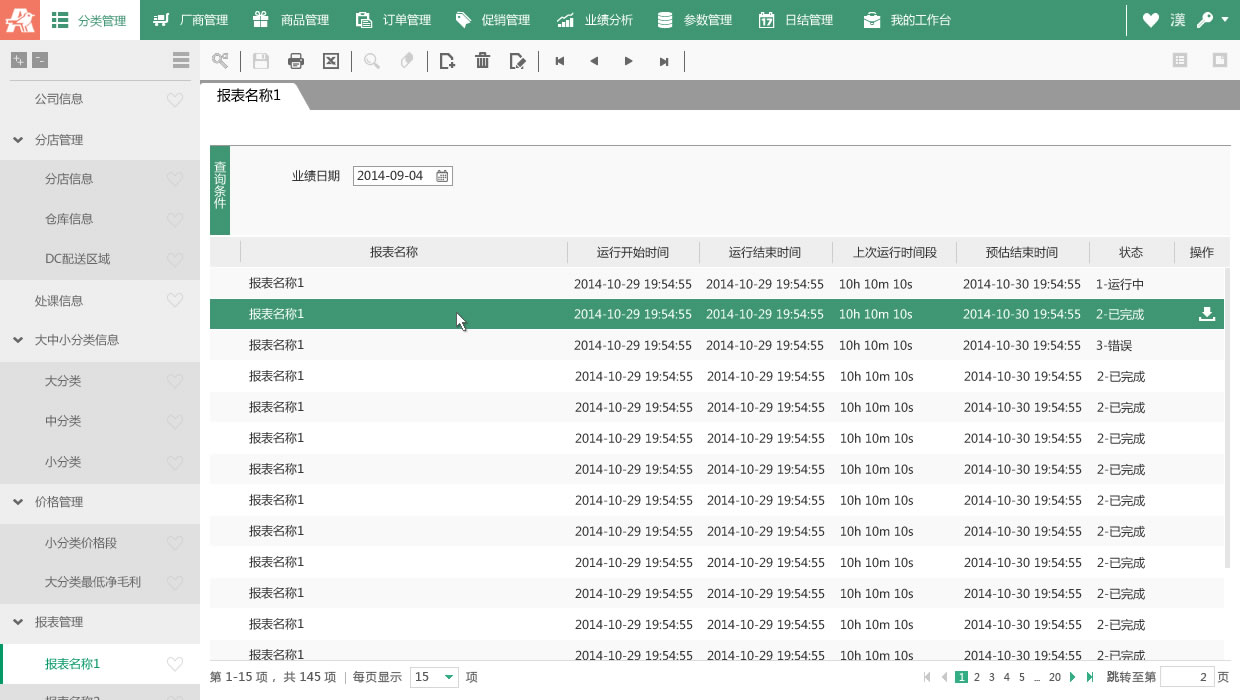 分类管理 厂商管理 商品管理 订单管理 促销管理 业绩分析 参数管理 日结管理 我的工作台 漢
公司信息
分店管理
分店信息
仓库信息
DC配送区域
处课信息
大中小分类信息
大分类
中分类
小分类
价格管理
小分类价格段
大分类最低净毛利
报表管理
报表名称1
报表名称1
查询条件
业绩日期 2014-09-04
报表名称 运行开始时间 运行结束时间 上次运行时间段 预估结束时间 状态 操作
报表名称1 2014-10-29 19:54:55 2014-10-29 19:54:55 10h 10m 10s 2014-10-30 19:54:55 1-运行中
报表名称1 2014-10-29 19:54:55 2014-10-29 19:54:55 10h 10m 10s 2014-10-30 19:54:55 2-已完成
报表名称1 2014-10-29 19:54:55 2014-10-29 19:54:55 10h 10m 10s 2014-10-30 19:54:55 3-错误
报表名称1 2014-10-29 19:54:55 2014-10-29 19:54:55 10h 10m 10s 2014-10-30 19:54:55 2-已完成
报表名称1 2014-10-29 19:54:55 2014-10-29 19:54:55 10h 10m 10s 2014-10-30 19:54:55 2-已完成
报表名称1 2014-10-29 19:54:55 2014-10-29 19:54:55 10h 10m 10s 2014-10-30 19:54:55 2-已完成
报表名称1 2014-10-29 19:54:55 2014-10-29 19:54:55 10h 10m 10s 2014-10-30 19:54:55 2-已完成
报表名称1 2014-10-29 19:54:55 2014-10-29 19:54:55 10h 10m 10s 2014-10-30 19:54:55 2-已完成
报表名称1 2014-10-29 19:54:55 2014-10-29 19:54:55 10h 10m 10s 2014-10-30 19:54:55 2-已完成
报表名称1 2014-10-29 19:54:55 2014-10-29 19:54:55 10h 10m 10s 2014-10-30 19:54:55 2-已完成
报表名称1 2014-10-29 19:54:55 2014-10-29 19:54:55 10h 10m 10s 2014-10-30 19:54:55 2-已完成
报表名称1 2014-10-29 19:54:55 2014-10-29 19:54:55 10h 10m 10s 2014-10-30 19:54:55 2-已完成
报表名称1 2014-10-29 19:54:55 2014-10-29 19:54:55 10h 10m 10s 2014-10-30 19:54:55 2-已完成
第 1-15 项，共 145 项 | 每页显示 15 项 1 2 3 4 5 ... 20 跳转至第 2 页